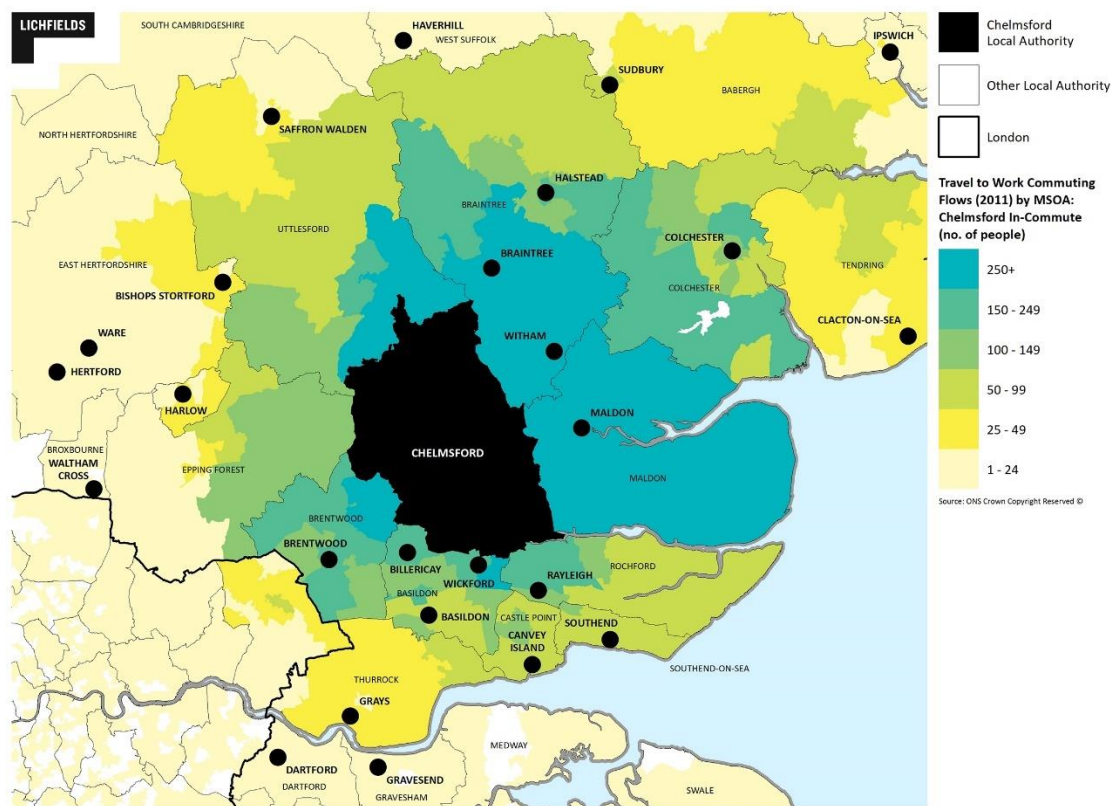 LICHFIELDS
SOUTH CAMBRIDGESHIRE
HAVERHILL
WEST SUFFOLK
IPSWICH
SUDBURY
BABERGH
NORTH HERTFORDSHIRE
SAFFRON WALDEN
HALSTEAD
BRAINTREE
UTTLESFORD
COLCHESTER
EAST HERTFORDSHIRE
BRAINTREE
TENDRING
BISHOPS STORTFORD
COLCHESTER
CLACTON-ON-SEA
WARE
WITHAM
HERTFORD
HARLOW
MALDON
CHELMSFORD
BROXBOURNE
WALTHAM
CROSS
EPPING FOREST
MALDON
BRENTWOOD
BRENTWOOD
BILLERICAY
WICKFORD
RAYLEIGH
ROCHFORD
BASILDON
BASILDON
CASTLE POINT
CANVEY
ISLAND
SOUTHEND
SOUTHEND-ON-SEA
THURROCK
GRAYS
MEDWAY
DARTFORD
DARTFORD
GRAVESEND
GRAVESHAM
SWALE
Chelmsford
Local Authority
Other Local Authority
London
Travel to Work Commuting
Flows (2011) by MSOA:
Chelmsford In-Commute
(no. of people)
250+
150 - 249
100 - 149
50 - 99
25 - 49
1 - 24
Source: ONS Crown Copyright Reserved ©